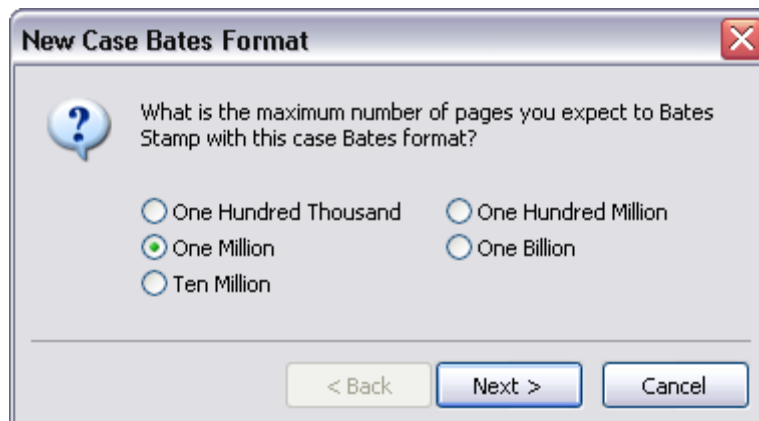 New Case Bates Format
What is the maximum number of pages you expect to Bates
Stamp with this case Bates format?
One Hundred Thousand
One Hundred Million
One Million
One Billion
Ten Million
< Back
Next >
Cancel